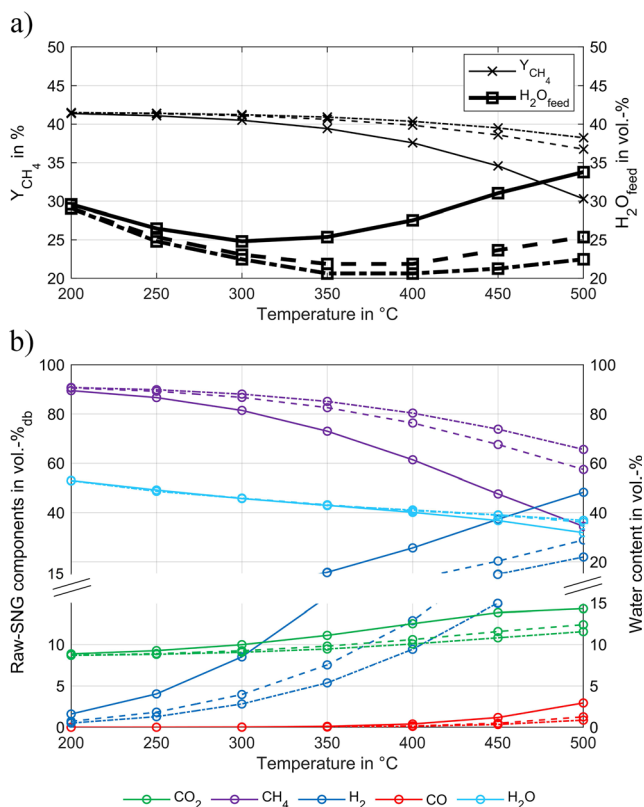 a)
50
45
40
35
30
25
20
Y_CH4 in %
50
45
40
35
30
25
20
H2O_feed in vol.-%
Y_CH4
H2O_feed
200 250 300 350 400 450 500
Temperature in °C
b)
100
80
60
40
15
10
5
0
Raw-SNG components in vol.-%db
100
80
60
40
20
15
10
5
0
Water content in vol.-%
200 250 300 350 400 450 500
Temperature in °C
CO2 CH4 H2 CO H2O